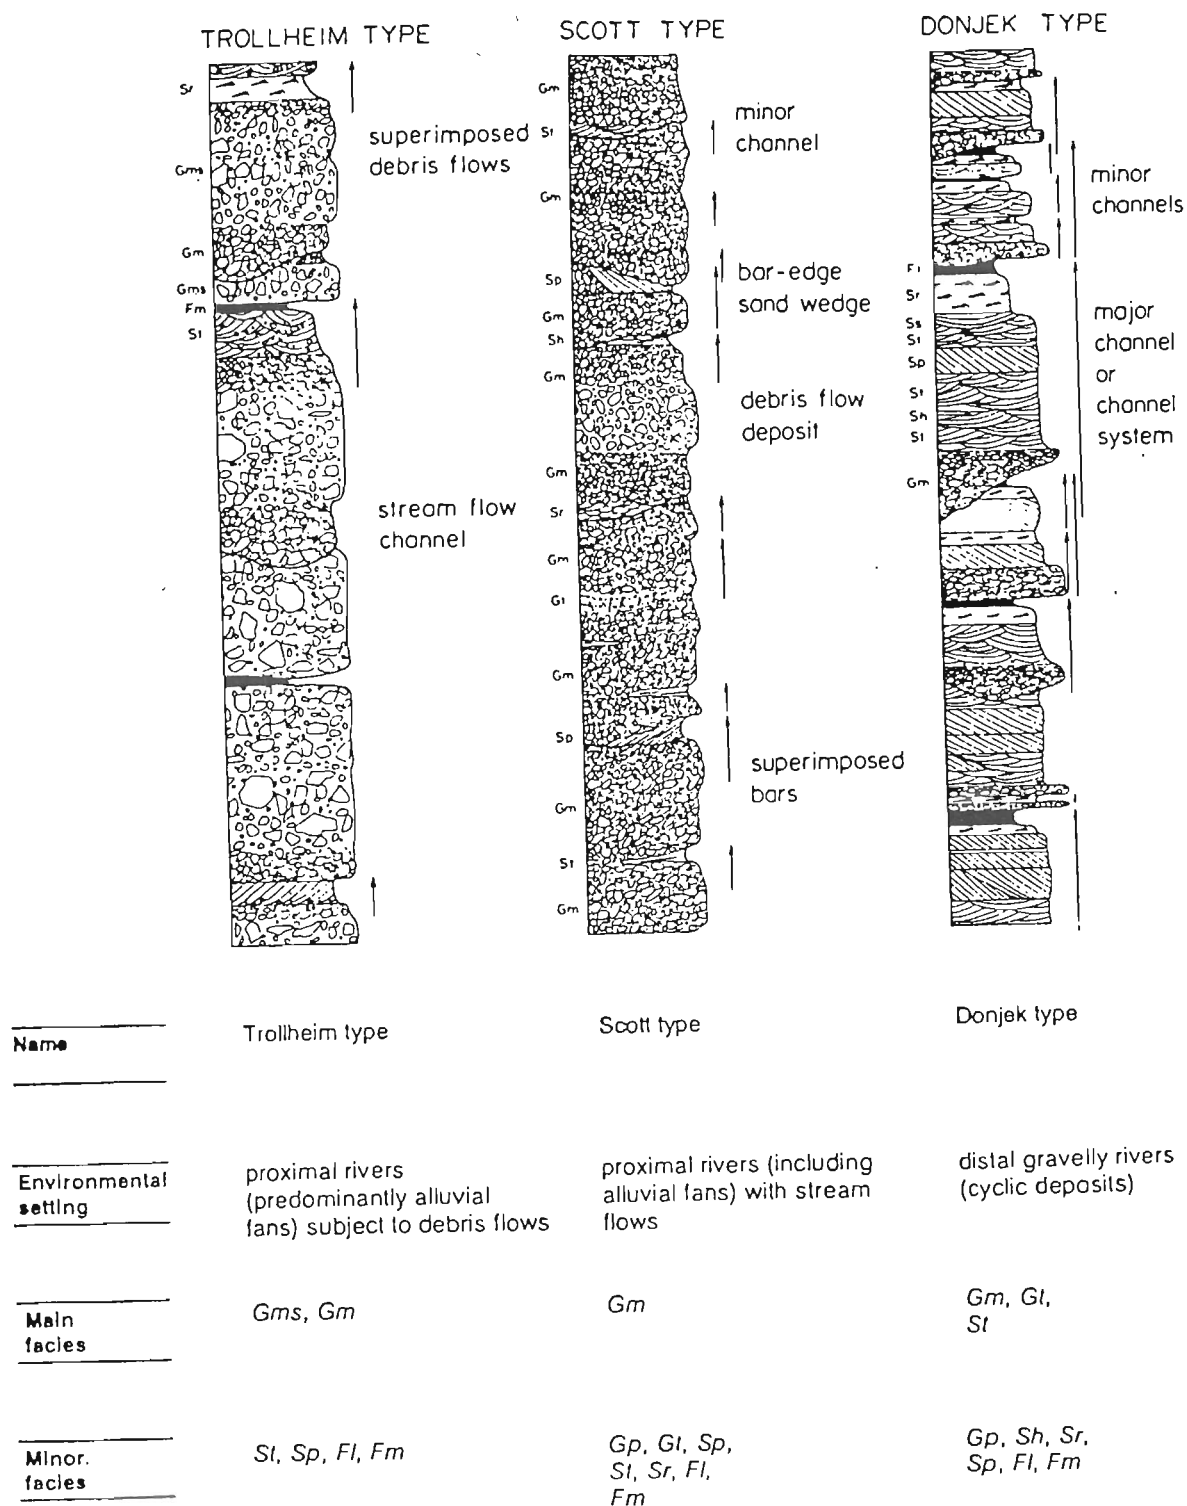 TROLLHEIM TYPE
Sr
superimposed
debris flows
Gms
Gm
Gms
Fm
St
stream flow
channel
SCOTT TYPE
Gm
St
minor
channel
Gm
Sp
bar-edge
sand wedge
Gm
Sh
Gm
debris flow
deposit
Gm
Sr
Gm
Gt
Gm
Sp
superimposed
bars
Gm
St
Gm
DONJEK TYPE
minor
channels
Fl
Sr
Ss
St
Sp
St
Sh
St
Gm
major
channel
or
channel
system
Name
Trollheim type
Scott type
Donjek type
Environmental
setting
proximal rivers
(predominantly alluvial
fans) subject to debris flows
proximal rivers (including
alluvial fans) with stream
flows
distal gravelly rivers
(cyclic deposits)
Main
facies
Gms, Gm
Gm
Gm, Gt,
St
Minor.
facies
St, Sp, Fl, Fm
Gp, Gt, Sp,
St, Sr, Fl,
Fm
Gp, Sh, Sr,
Sp, Fl, Fm